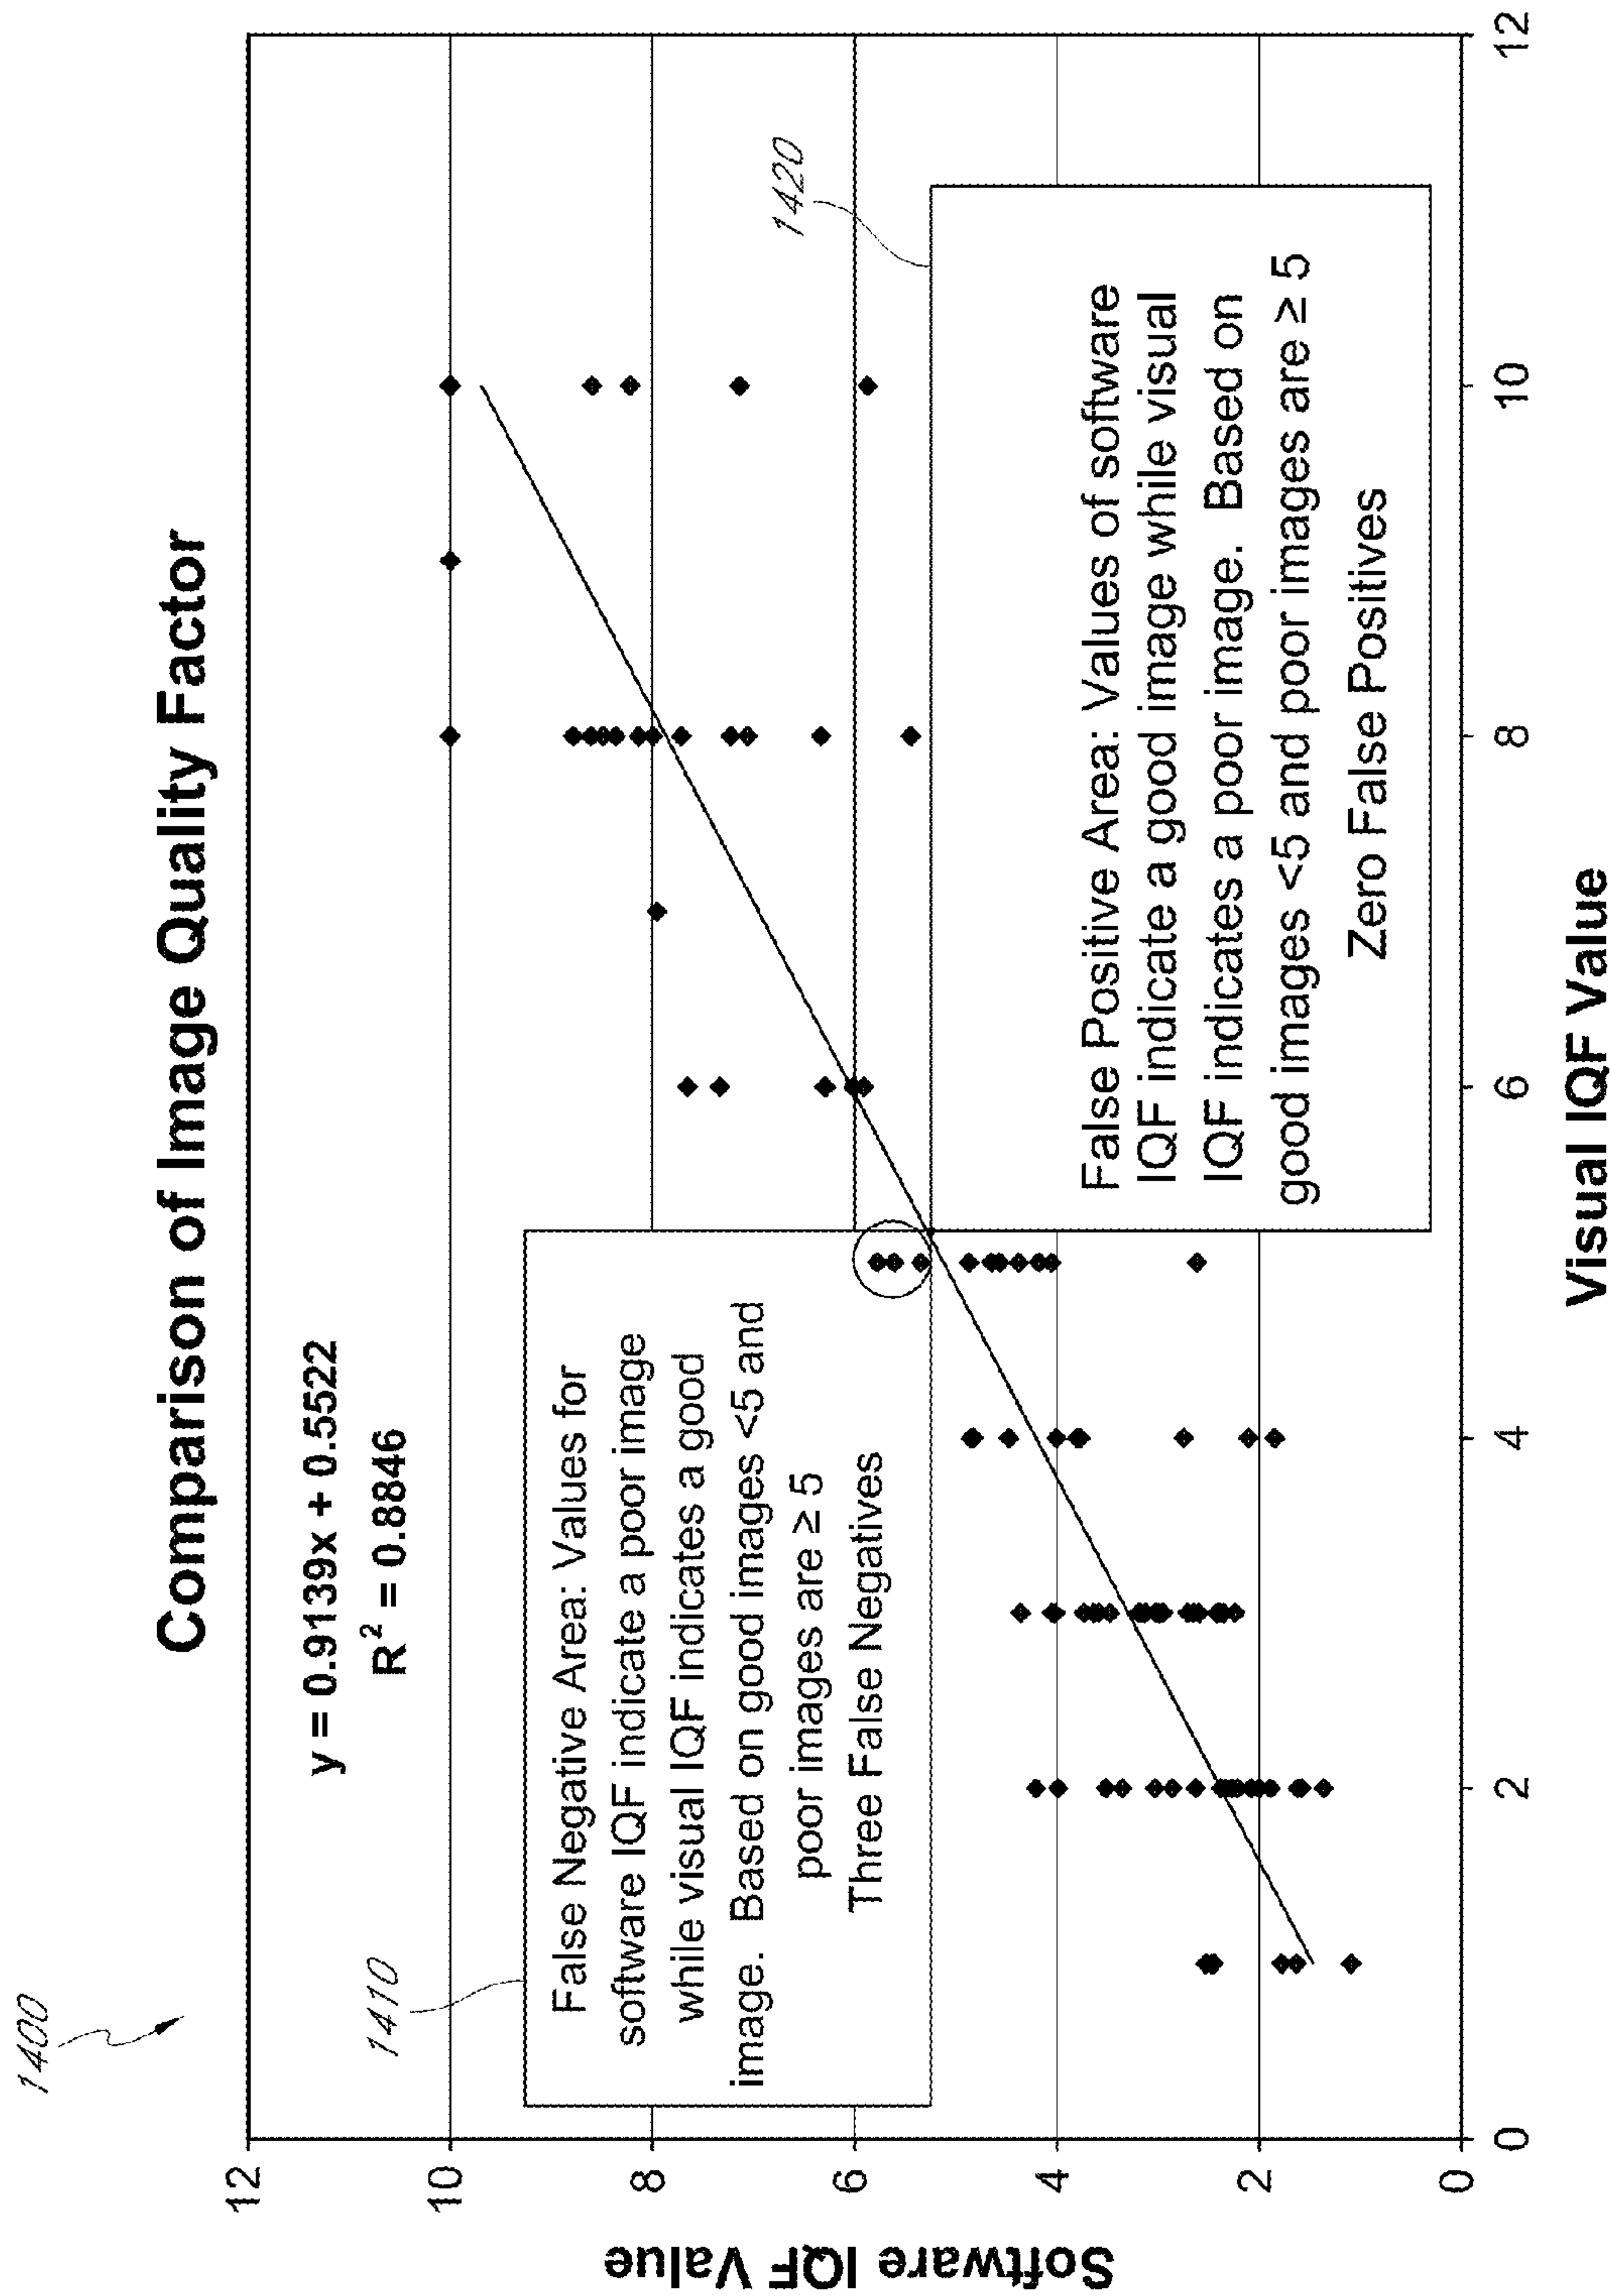 1400
Comparison of Image Quality Factor
y = 0.9139x + 0.5522
R² = 0.8846
1410
False Negative Area: Values for
software IQF indicate a poor image
while visual IQF indicates a good
image. Based on good images <5 and
poor images are ≥ 5
Three False Negatives
1420
False Positive Area: Values of software
IQF indicate a good image while visual
IQF indicates a poor image. Based on
good images <5 and poor images are ≥ 5
Zero False Positives
Software IQF Value
12
10
8
6
4
2
0
0 2 4 6 8 10 12
Visual IQF Value